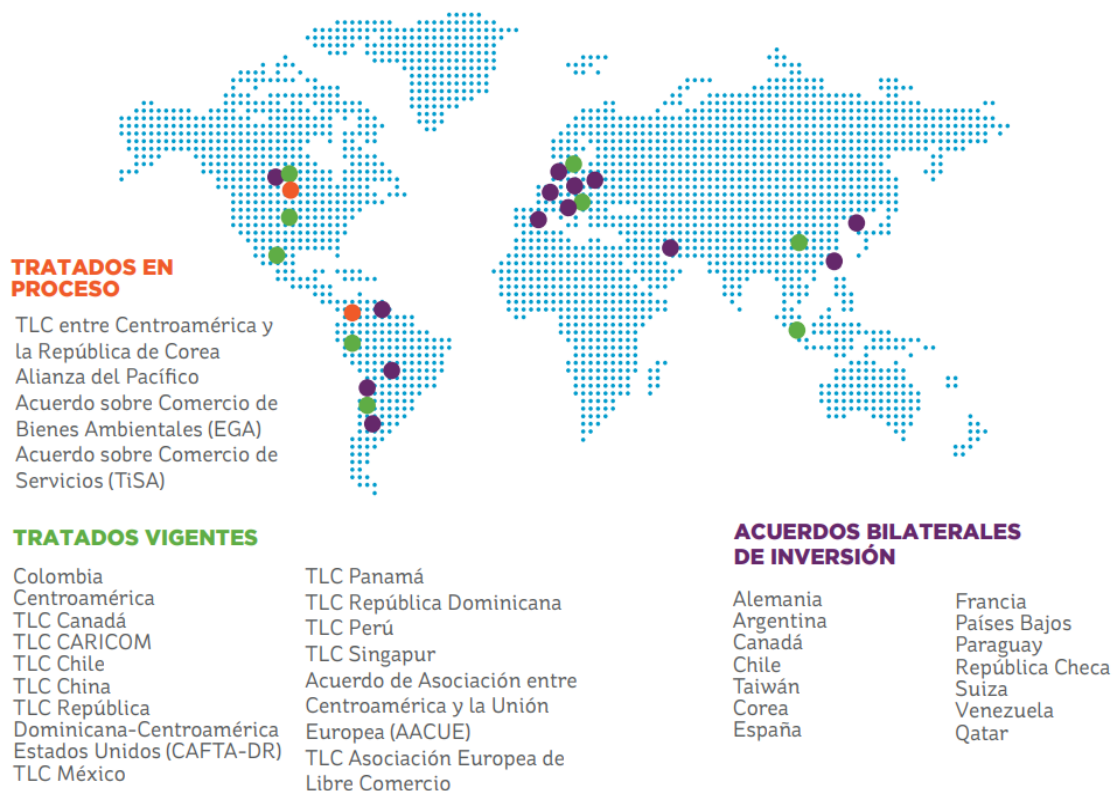 TRATADOS EN
PROCESO
TLC entre Centroamérica y
la República de Corea
Alianza del Pacífico
Acuerdo sobre Comercio de
Bienes Ambientales (EGA)
Acuerdo sobre Comercio de
Servicios (TiSA)
TRATADOS VIGENTES
Colombia
Centroamérica
TLC Canadá
TLC CARICOM
TLC Chile
TLC China
TLC República
Dominicana-Centroamérica
Estados Unidos (CAFTA-DR)
TLC México
TLC Panamá
TLC República Dominicana
TLC Perú
TLC Singapur
Acuerdo de Asociación entre
Centroamérica y la Unión
Europea (AACUE)
TLC Asociación Europea de
Libre Comercio
ACUERDOS BILATERALES
DE INVERSIÓN
Alemania
Argentina
Canadá
Chile
Taiwán
Corea
España
Francia
Países Bajos
Paraguay
República Checa
Suiza
Venezuela
Qatar